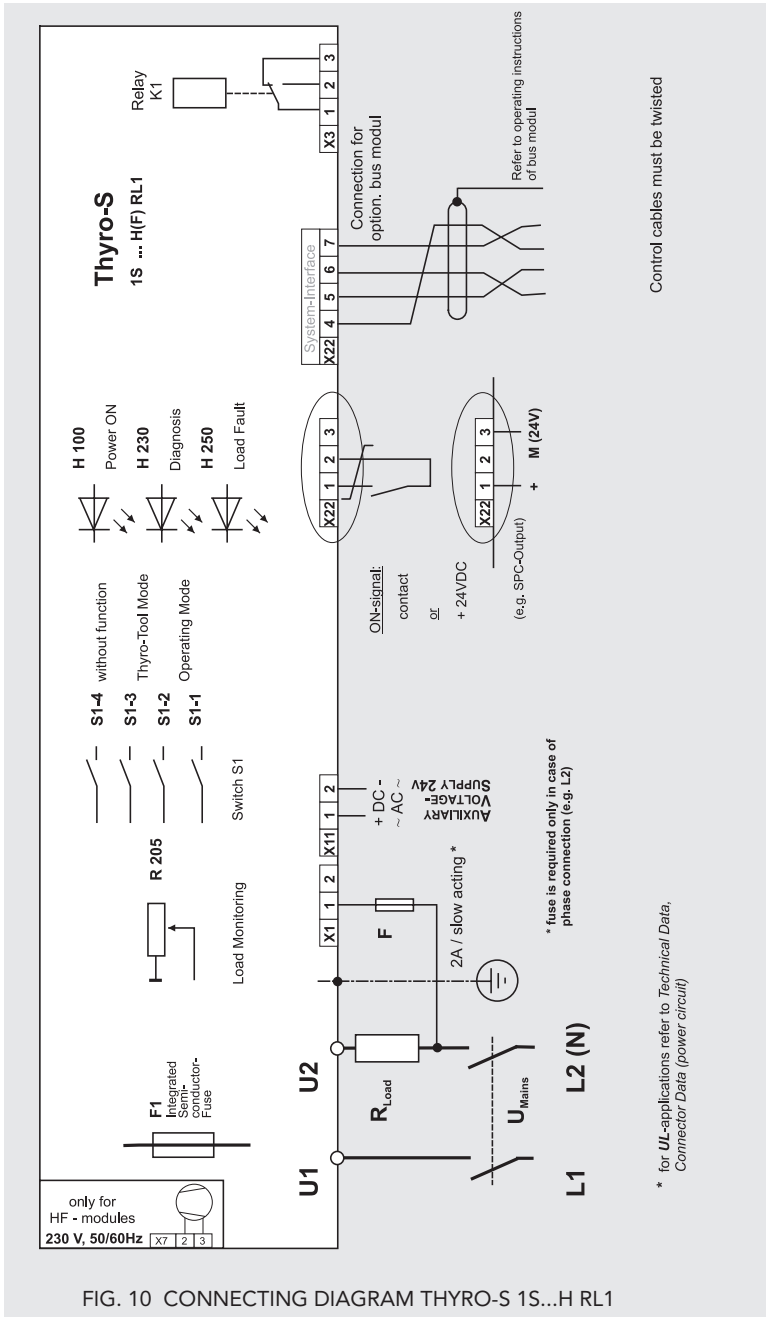 only for
HF - modules
230 V, 50/60Hz
X7 2 3
F1
Integrated
Semi-
conductor-
Fuse
R 205
Load Monitoring
S1-4 without function
S1-3 Thyro-Tool Mode
S1-2
Operating Mode
S1-1
Switch S1
H 100
Power ON
H 230
Diagnosis
H 250
Load Fault
Thyro-S
1S ... H(F) RL1
Relay
K1
U1
U2
X1 1 2
X11 1 2
X22 1 2 3
System-Interface
X22 4 5 6 7
X3 1 2 3
R Load
U Mains
L1
L2 (N)
F
2A / slow acting *
+ DC -
~ AC ~
AUXILIARY
VOLTAGE-
SUPPLY 24V
* fuse is required only in case of
phase connection (e.g. L2)
ON-signal:
contact
or
+ 24VDC
(e.g. SPC-Output)
X22 1 2 3
+ M (24V)
Connection for
option. bus modul
Refer to operating instructions
of bus modul
Control cables must be twisted
* for UL-applications refer to Technical Data,
Connector Data (power circuit)
FIG. 10 CONNECTING DIAGRAM THYRO-S 1S...H RL1